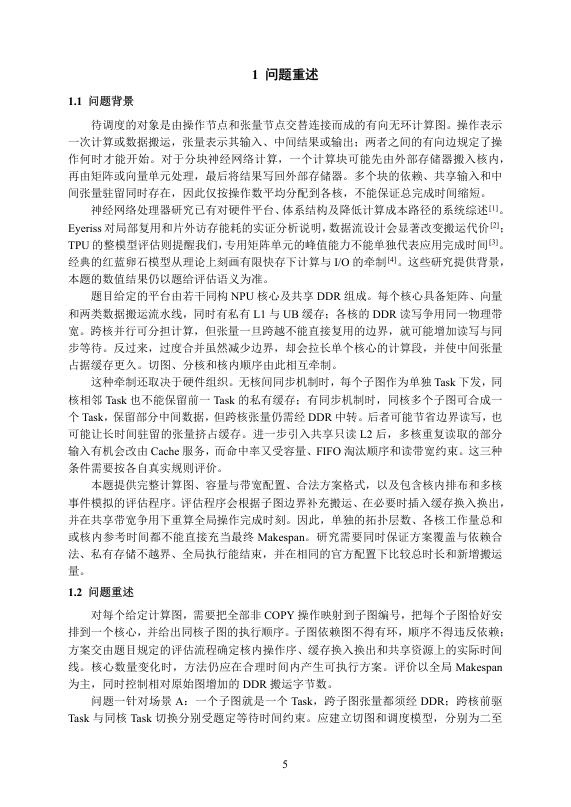 1 问题重述
1.1 问题背景
待调度的对象是由操作节点和张量节点交替连接而成的有向无环计算图。操作表示
一次计算或数据搬运，张量表示其输入、中间结果或输出；两者之间的有向边规定了操
作何时才能开始。对于分块神经网络计算，一个计算块可能先由外部存储器搬入核内，
再由矩阵或向量单元处理，最后将结果写回外部存储器。多个块的依赖、共享输入和中
间张量驻留同时存在，因此仅按操作数平均分配到各核，不能保证总完成时间缩短。
神经网络处理器研究已有对硬件平台、体系结构及降低计算成本路径的系统综述[1]。
Eyeriss 对局部复用和片外访存能耗的实证分析说明，数据流设计会显著改变搬运代价[2]；
TPU 的整模型评估则提醒我们，专用矩阵单元的峰值能力不能单独代表应用完成时间[3]。
经典的红蓝卵石模型从理论上刻画有限快存下计算与 I/O 的牵制[4]。这些研究提供背景，
本题的数值结果仍以题给评估语义为准。
题目给定的平台由若干同构 NPU 核心及共享 DDR 组成。每个核心具备矩阵、向量
和两类数据搬运流水线，同时有私有 L1 与 UB 缓存；各核的 DDR 读写争用同一物理带
宽。跨核并行可分担计算，但张量一旦跨越不能直接复用的边界，就可能增加读写与同
步等待。反过来，过度合并虽然减少边界，却会拉长单个核心的计算段，并使中间张量
占据缓存更久。切图、分核和核内顺序由此相互牵制。
这种牵制还取决于硬件组织。无核间同步机制时，每个子图作为单独 Task 下发，同
核相邻 Task 也不能保留前一 Task 的私有缓存；有同步机制时，同核多个子图可合成一
个 Task，保留部分中间数据，但跨核张量仍需经 DDR 中转。后者可能节省边界读写，也
可能让长时间驻留的张量挤占缓存。进一步引入共享只读 L2 后，多核重复读取的部分
输入有机会改由 Cache 服务，而命中率又受容量、FIFO 淘汰顺序和读带宽约束。这三种
条件需要按各自真实规则评价。
本题提供完整计算图、容量与带宽配置、合法方案格式，以及包含核内排布和多核
事件模拟的评估程序。评估程序会根据子图边界补充搬运、在必要时插入缓存换入换出，
并在共享带宽争用下重算全局操作完成时刻。因此，单独的拓扑层数、各核工作量总和
或核内参考时间都不能直接充当最终 Makespan。研究需要同时保证方案覆盖与依赖合
法、私有存储不越界、全局执行能结束，并在相同的官方配置下比较总时长和新增搬运
量。
1.2 问题重述
对每个给定计算图，需要把全部非 COPY 操作映射到子图编号，把每个子图恰好安
排到一个核心，并给出同核子图的执行顺序。子图依赖图不得有环，顺序不得违反依赖；
方案交由题目规定的评估流程确定核内操作序、缓存换入换出和共享资源上的实际时间
线。核心数量变化时，方法仍应在合理时间内产生可执行方案。评价以全局 Makespan
为主，同时控制相对原始图增加的 DDR 搬运字节数。
问题一针对场景 A：一个子图就是一个 Task，跨子图张量都须经 DDR；跨核前驱
Task 与同核 Task 切换分别受题定等待时间约束。应建立切图和调度模型，分别为二至
5